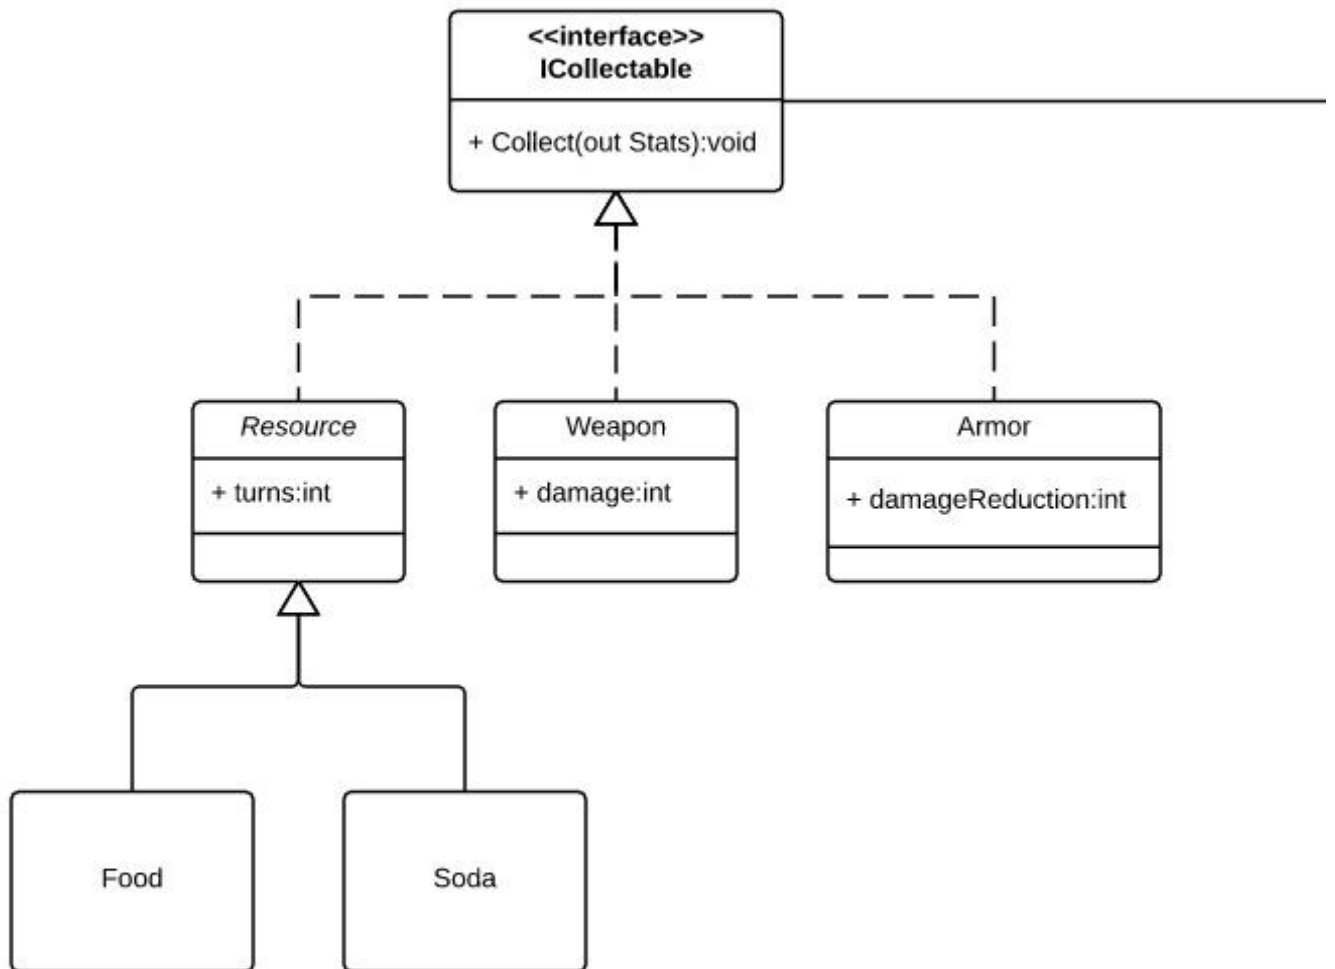 <<interface>>
ICollectable
+ Collect(out Stats):void
Resource
+ turns:int
Weapon
+ damage:int
Armor
+ damageReduction:int
Food
Soda